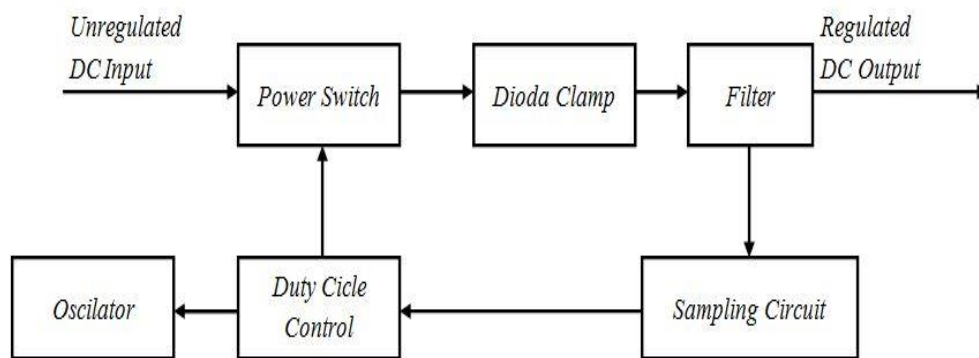 Unregulated
DC Input
Power Switch
Dioda Clamp
Filter
Regulated
DC Output
Oscilator
Duty Cicle
Control
Sampling Circuit